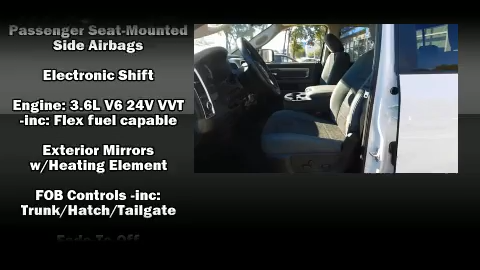 Passenger Seat-Mounted
Side Airbags
Electronic Shift
Engine: 3.6L V6 24V VVT
-inc: Flex fuel capable
Exterior Mirrors
w/Heating Element
FOB Controls -inc:
Trunk/Hatch/Tailgate